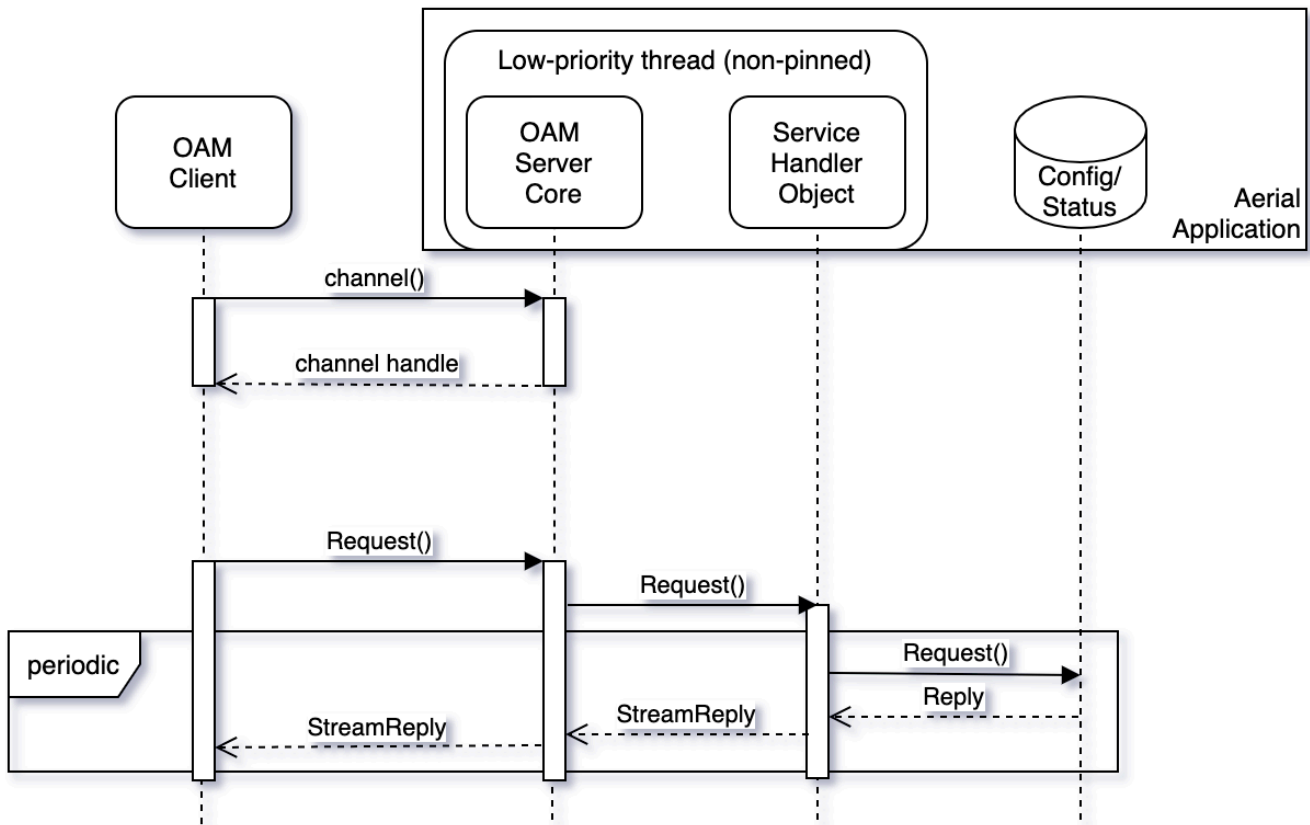 Low-priority thread (non-pinned)
OAM
Client
OAM
Server
Core
Service
Handler
Object
Config/
Status
Aerial
Application
channel()
channel handle
Request()
Request()
periodic
Request()
Reply
StreamReply
StreamReply